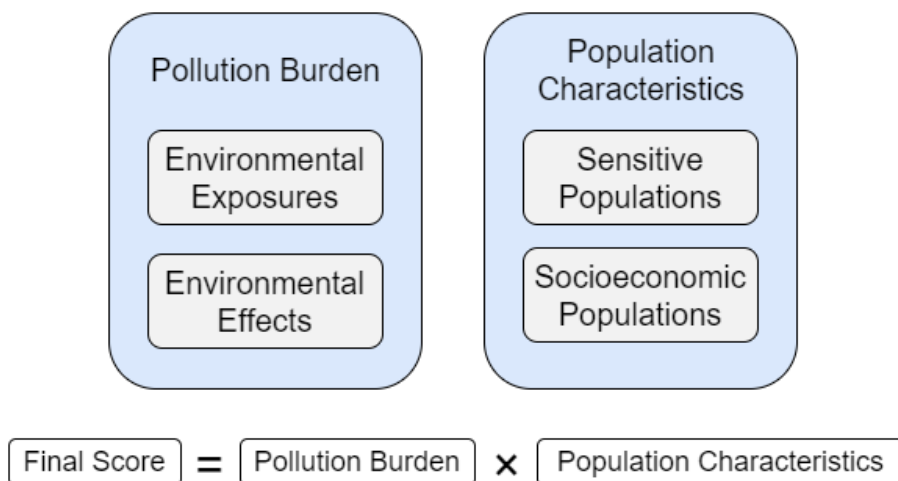 Pollution Burden
Environmental
Exposures
Environmental
Effects
Population
Characteristics
Sensitive
Populations
Socioeconomic
Populations
Final Score = Pollution Burden × Population Characteristics